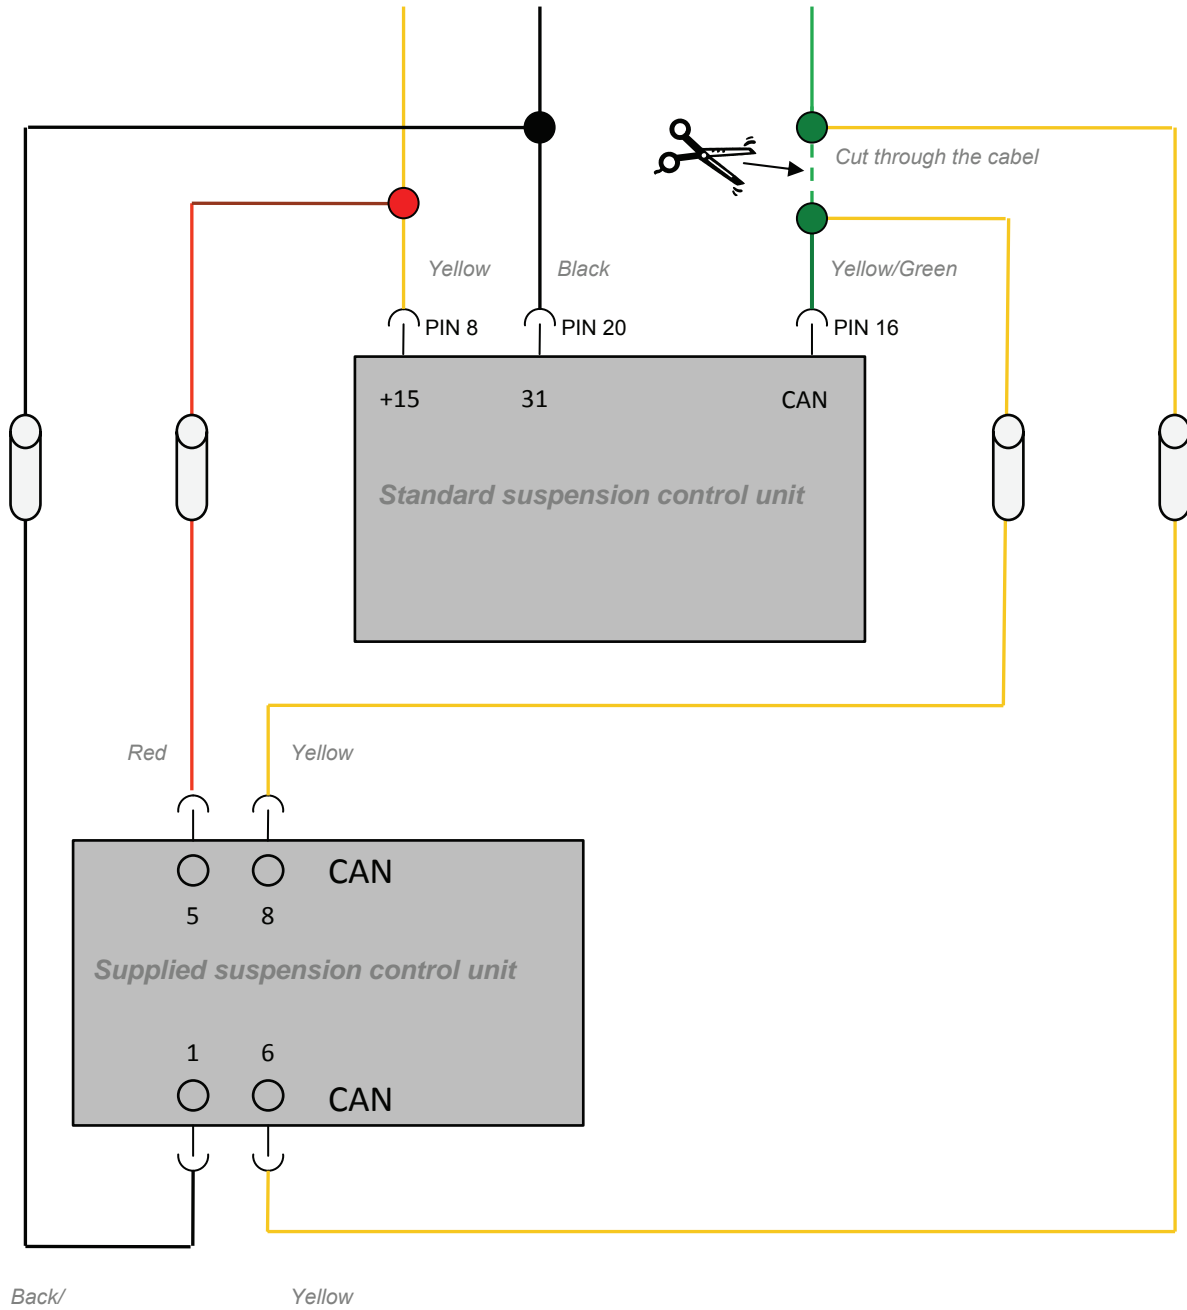 Cut through the cabel
Yellow
Black
Yellow/Green
PIN 8
PIN 20
PIN 16
+15
31
CAN
Standard suspension control unit
Red
Yellow
CAN
5
8
Supplied suspension control unit
1
6
CAN
Back/
Yellow